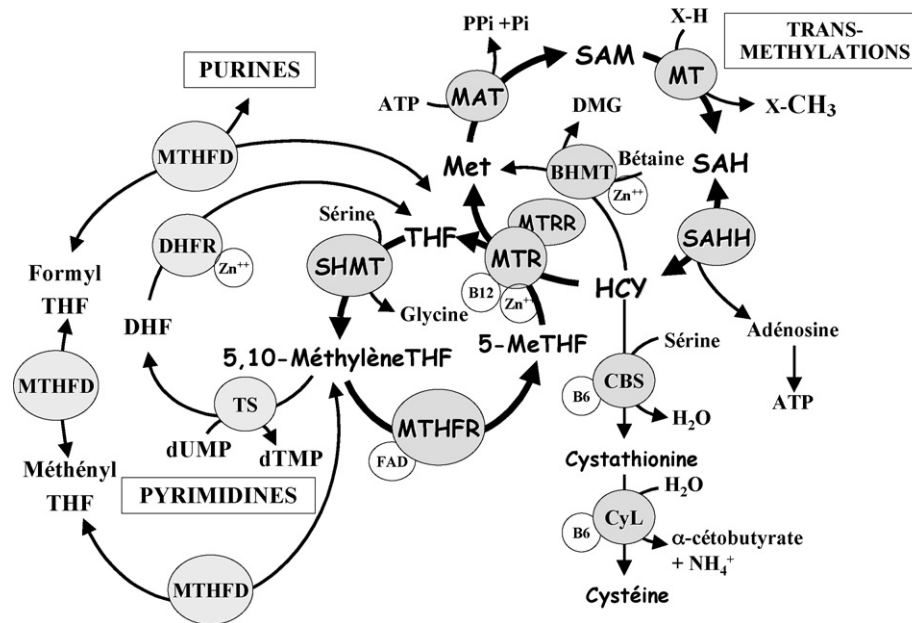 PPi +Pi
X-H
TRANS-
METHYLATIONS
SAM
MT
PURINES
MAT
ATP
X-CH₃
DMG
MTHFD
Met
BHMT
Bétaine
Zn⁺⁺
SAH
Sérine
MTRR
DHFR
Zn⁺⁺
THF
MTR
SAHH
SHMT
B12
Zn⁺⁺
HCY
Formyl
THF
Glycine
DHF
5-MeTHF
Sérine
Adénosine
5,10-MéthylèneTHF
MTHFD
TS
CBS
B6
ATP
MTHFR
H₂O
FAD
dUMP
dTMP
Cystathionine
Méthényl
THF
PYRIMIDINES
H₂O
CyL
B6
α-cétobutyrate
+ NH₄⁺
MTHFD
Cystéine